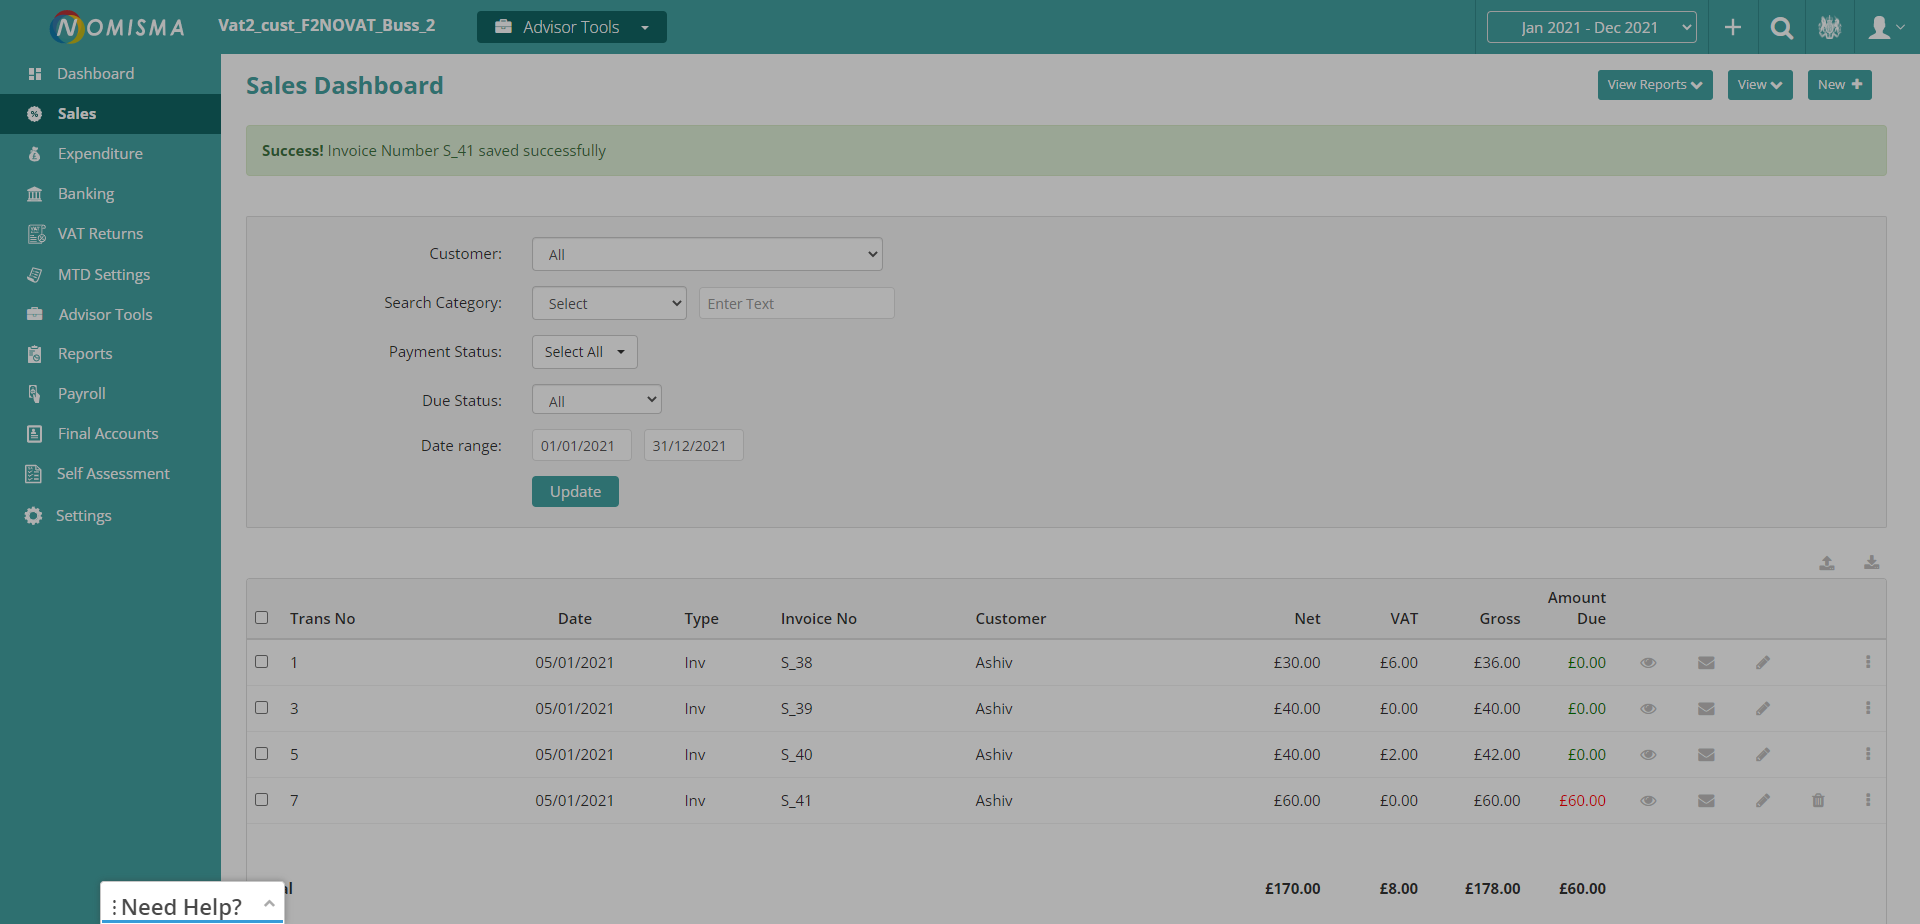 NOMISMA Vat2_cust_F2NOVAT_Buss_2 Advisor Tools Jan 2021 - Dec 2021
Dashboard
Sales
Expenditure
Banking
VAT Returns
MTD Settings
Advisor Tools
Reports
Payroll
Final Accounts
Self Assessment
Settings
Sales Dashboard View Reports View New
Success! Invoice Number S_41 saved successfully
Customer: All
Search Category: Select Enter Text
Payment Status: Select All
Due Status: All
Date range: 01/01/2021 31/12/2021
Update
Trans No Date Type Invoice No Customer Net VAT Gross Amount Due
1 05/01/2021 Inv S_38 Ashiv £30.00 £6.00 £36.00 £0.00
3 05/01/2021 Inv S_39 Ashiv £40.00 £0.00 £40.00 £0.00
5 05/01/2021 Inv S_40 Ashiv £40.00 £2.00 £42.00 £0.00
7 05/01/2021 Inv S_41 Ashiv £60.00 £0.00 £60.00 £60.00
£170.00 £8.00 £178.00 £60.00
Need Help?